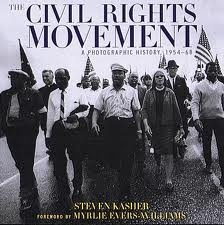 THE
CIVIL RIGHTS
MOVEMENT
A PHOTOGRAPHIC HISTORY, 1954–68
STEVEN KASHER
FOREWORD BY MYRLIE EVERS-WILLIAMS